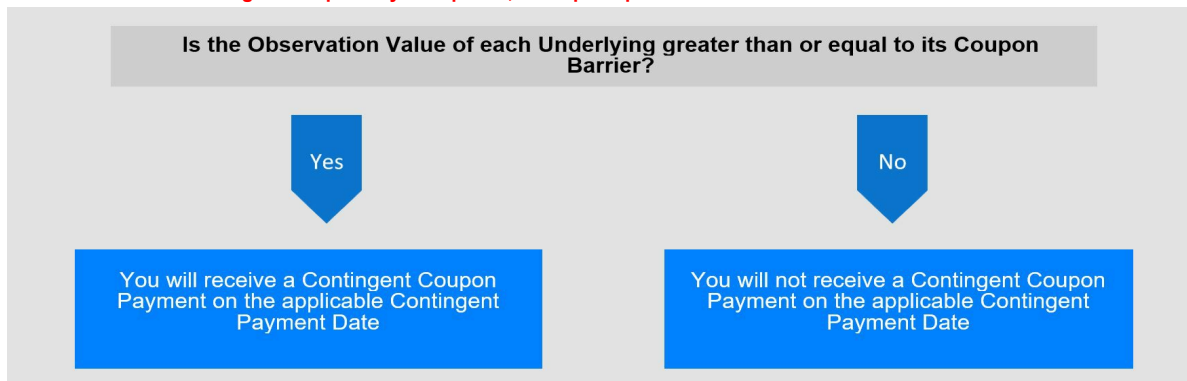 Is the Observation Value of each Underlying greater than or equal to its Coupon
Barrier?
Yes
No
You will receive a Contingent Coupon
Payment on the applicable Contingent
Payment Date
You will not receive a Contingent Coupon
Payment on the applicable Contingent
Payment Date